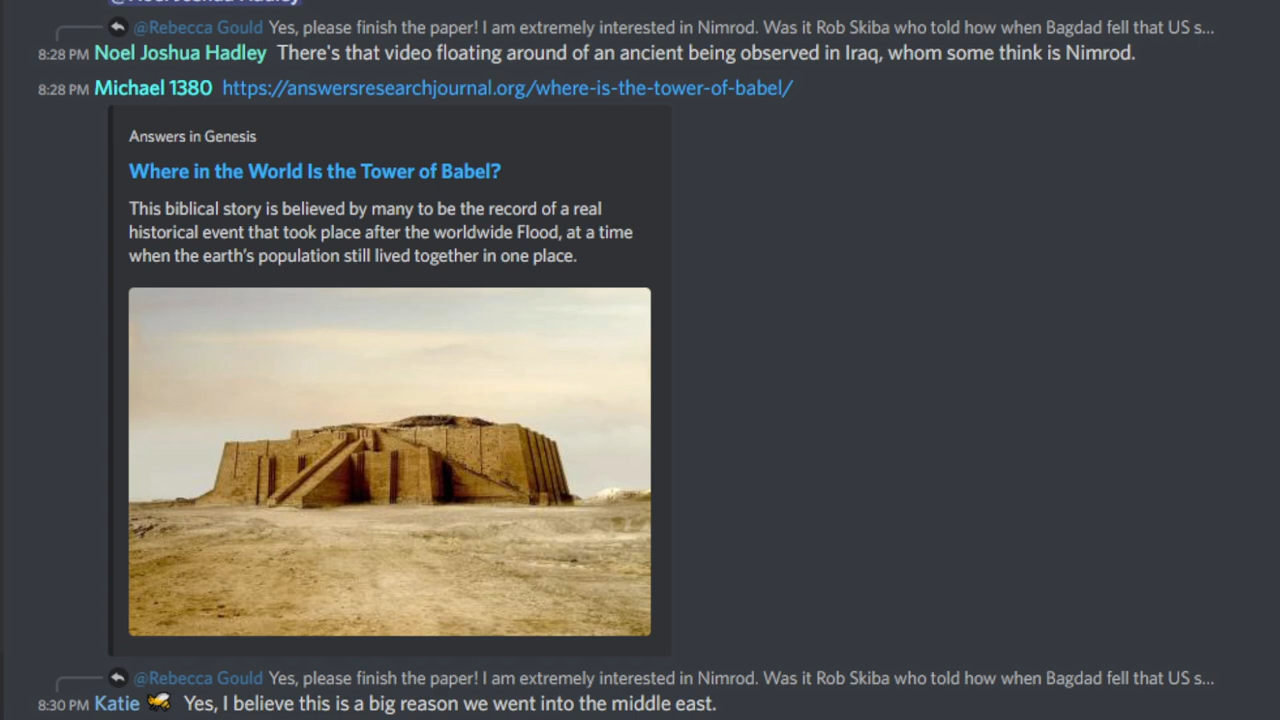 @Rebecca Gould Yes, please finish the paper! I am extremely interested in Nimrod. Was it Rob Skiba who told how when Bagdad fell that US s...
8:28 PM Noel Joshua Hadley There's that video floating around of an ancient being observed in Iraq, whom some think is Nimrod.
8:28 PM Michael 1380 https://answersresearchjournal.org/where-is-the-tower-of-babel/
Answers in Genesis
Where in the World Is the Tower of Babel?
This biblical story is believed by many to be the record of a real
historical event that took place after the worldwide Flood, at a time
when the earth's population still lived together in one place.
@Rebecca Gould Yes, please finish the paper! I am extremely interested in Nimrod. Was it Rob Skiba who told how when Bagdad fell that US s...
8:30 PM Katie Yes, I believe this is a big reason we went into the middle east.